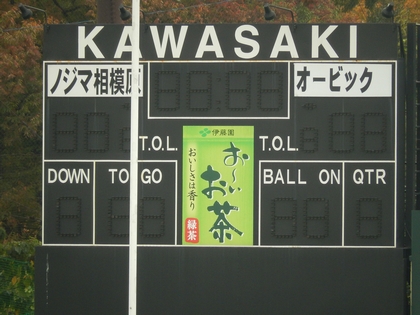 KAWASAKI
ノジマ相模原
オービック
T.O.L.
T.O.L.
伊藤園
お〜いお茶
おいしさは香り
緑茶
DOWN
TO GO
BALL ON
QTR